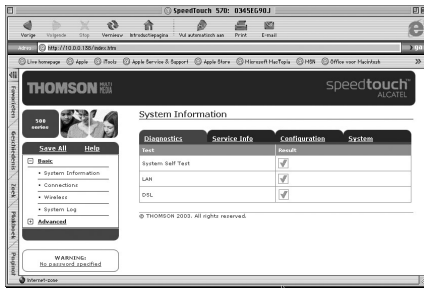 SpeedTouch 570: 0345EG90JJ
Vorige Volgende Stop Vernieuw Introductiepagina Vul automatisch aan Print E-mail
Adres: http://10.0.0.138/index.htm
go
Live homepage Apple iTools Apple Service & Support Apple Store Microsoft MacTopia MSN Office voor Macintosh
Favorieten
Geschiedenis
Zoek
Plakboek
THOMSON MULTI MEDIA
speedtouch
ALCATEL
500 series
Save All Help
Basic
System Information
Connections
Wireless
System Log
Advanced
WARNING:
No password specified
System Information
Diagnostics Service Info Configuration System
Test Result
System Self Test
LAN
DSL
© THOMSON 2003. All rights reserved.
Internet-zone